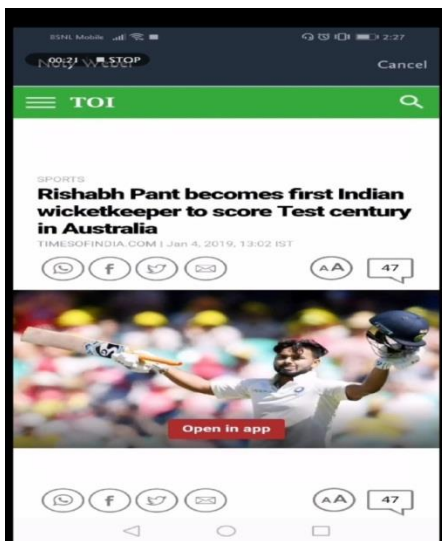 BSNL Mobile 2:27
00:21 STOP
Cancel
TOI
SPORTS
Rishabh Pant becomes first Indian
wicketkeeper to score Test century
in Australia
TIMESOFINDIA.COM | Jan 4, 2019, 13:02 IST
AA 47
Open in app
AA 47